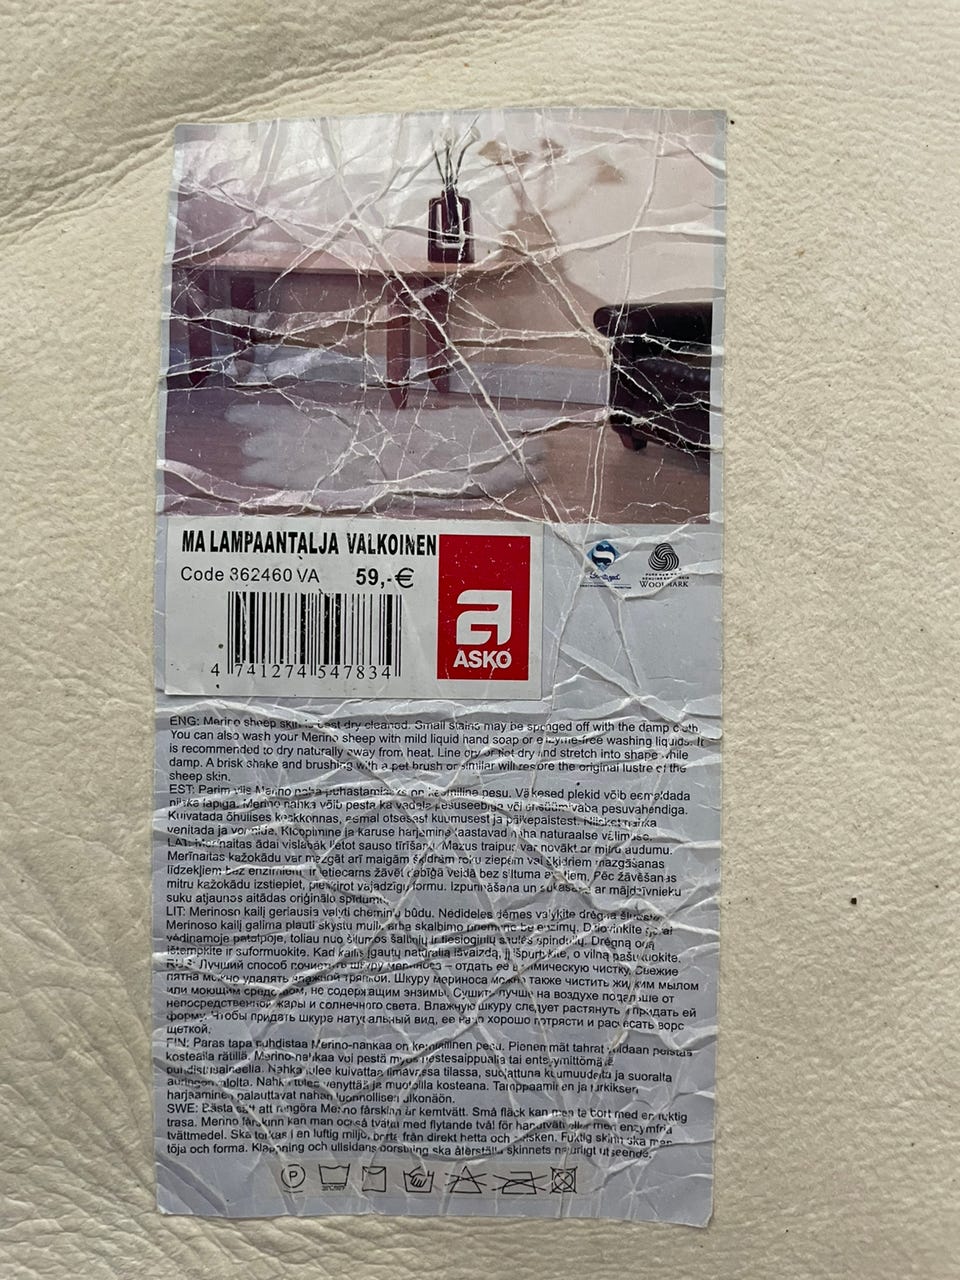 MA LAMPAANTALJA VALKOINEN
Code 362460 VA 59,-€
4 741274 547834
ASKO
WOOLMARK
ENG: Merino sheep skin is best dry cleaned. Small stains may be sponged off with the damp cloth.
You can also wash your Merino sheep with mild liquid hand soap or enzyme-free washing liquids. It
is recommended to dry naturally away from heat. Line dry or flat dry and stretch into shape while
damp. A brisk shake and brushing with a pet brush or similar will restore the original lustre of the
sheep skin.
EST: Parim viis Merino naha puhastamiseks on keemiline pesu. Väikesed plekid võib eemaldada
niiske lapiga. Merino nahka võib pesta ka vedela pesuseebiga või ensüümivaba pesuvahendiga.
Kuivatada õhulises keskkonnas, eemal otsesest kuumusest ja päikepaistest. Niisket nahka
venitada ja vormida. Kloppimine ja karuse harjamine taastavad naha naturaalse välimuse.
LAT: Merīnaitas ādai vislabāk lietot sauso tīrīšanu. Mazus traipus var novākt ar mitru audumu.
Merīnaitas kažokādu var mazgāt arī maigām šķidrām roku ziepēm vai šķidriem mazgāšanas
līdzekļiem bez enzīmiem. Ir ieteicams žāvēt dabīgā veidā bez siltuma avotiem. Pēc žāvēšanas
mitru kažokādu izstiepiet, piešķirot vajadzīgo formu. Izpurināšana un sukāšana ar mājdzīvnieku
suku atjaunos aitādas oriģinālo spīdumu.
LIT: Merinoso kailį geriausia valyti cheminiu būdu. Nedideles dėmes valykite drėgna šluoste.
Merinoso kailį galima plauti skystu muilu arba skalbimo priemone be enzimų. Džiovinkite gerai
vėdinamoje patalpoje, toliau nuo šilumos šaltinių ir tiesioginių saulės spindulių. Drėgną odą
ištempkite ir suformuokite. Kad kailis įgautų natūralią išvaizdą, jį išpurtykite, o vilną pašukuokite.
RUS: Лучший способ почистить шкуру мериноса – отдать её в химическую чистку. Свежие
пятна можно удалять влажной тряпкой. Шкуру мериноса можно также чистить жидким мылом
или моющим средством, не содержащим энзимы. Сушить лучше на воздухе подальше от
непосредственной жары и солнечного света. Влажную шкуру следует растянуть и придать ей
форму. Чтобы придать шкуре натуральный вид, ее надо хорошо потрясти и расчесать ворс
щеткой.
FIN: Paras tapa puhdistaa Merino-nahkaa on kemiallinen pesu. Pienemmät tahrat voidaan poistaa
kostealla rätillä. Merino-nahkaa voi pestä myös nestesaippualla tai entsyymittömällä
puhdistusaineella. Nahka tulee kuivattaa ilmavassa tilassa, suojattuna kuumuudelta ja suoralta
auringonvalolta. Nahka tulee venyttää ja muotoilla kosteana. Tamppaaminen ja turkiksen
harjaaminen palauttavat nahan luonnollisen ulkonäön.
SWE: Bästa sätt att rengöra Merino fårskinn är kemtvätt. Små fläck kan man ta bort med en fuktig
trasa. Merino fårskinn kan man också tvätta med flytande tvål för handtvätt eller med enzymfria
tvättmedel. Ska torkas i en luftig miljö, borta från direkt hetta och solsken. Fuktig skinn ska man
töja och forma. Klappning och ullsidans borstning ska återställa skinnets naturligt utseende.
P